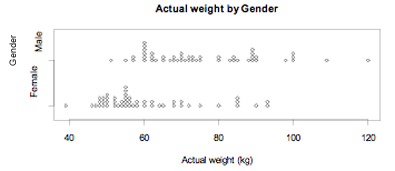 Actual weight by Gender
Gender
Male
Female
40 60 80 100 120
Actual weight (kg)